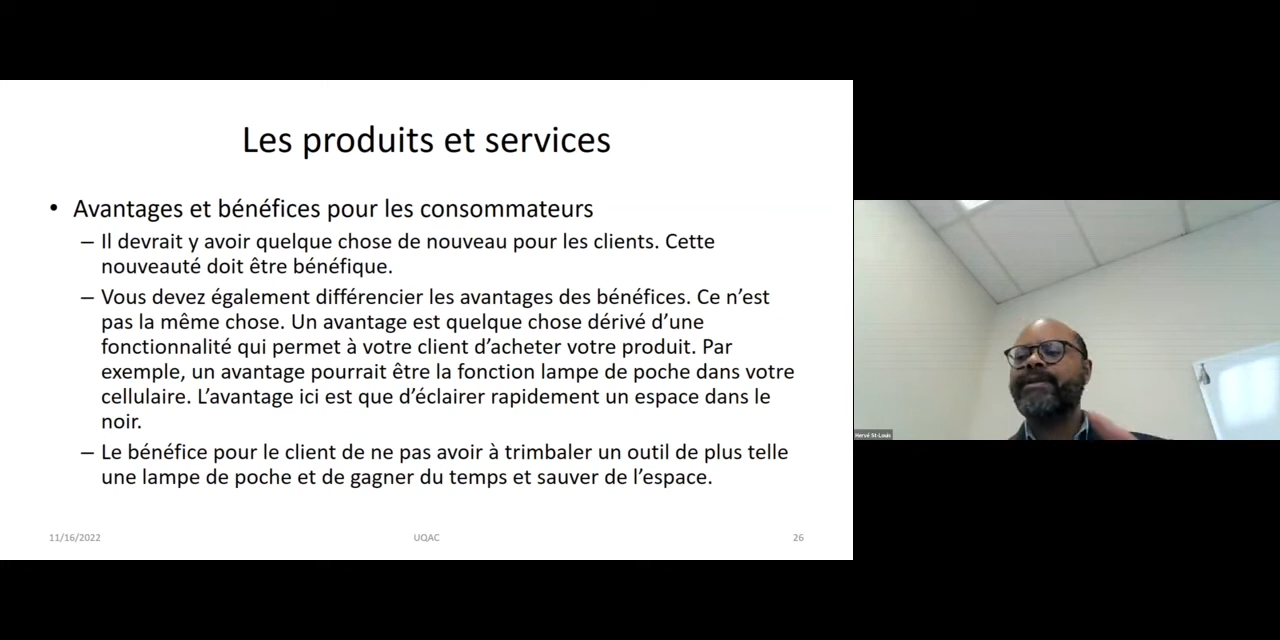 Les produits et services
• Avantages et bénéfices pour les consommateurs
– Il devrait y avoir quelque chose de nouveau pour les clients. Cette
nouveauté doit être bénéfique.
– Vous devez également différencier les avantages des bénéfices. Ce n’est
pas la même chose. Un avantage est quelque chose dérivé d’une
fonctionnalité qui permet à votre client d’acheter votre produit. Par
exemple, un avantage pourrait être la fonction lampe de poche dans votre
cellulaire. L’avantage ici est que d’éclairer rapidement un espace dans le
noir.
– Le bénéfice pour le client de ne pas avoir à trimbaler un outil de plus telle
une lampe de poche et de gagner du temps et sauver de l’espace.
11/16/2022 UQAC 26
Hervé St-Louis